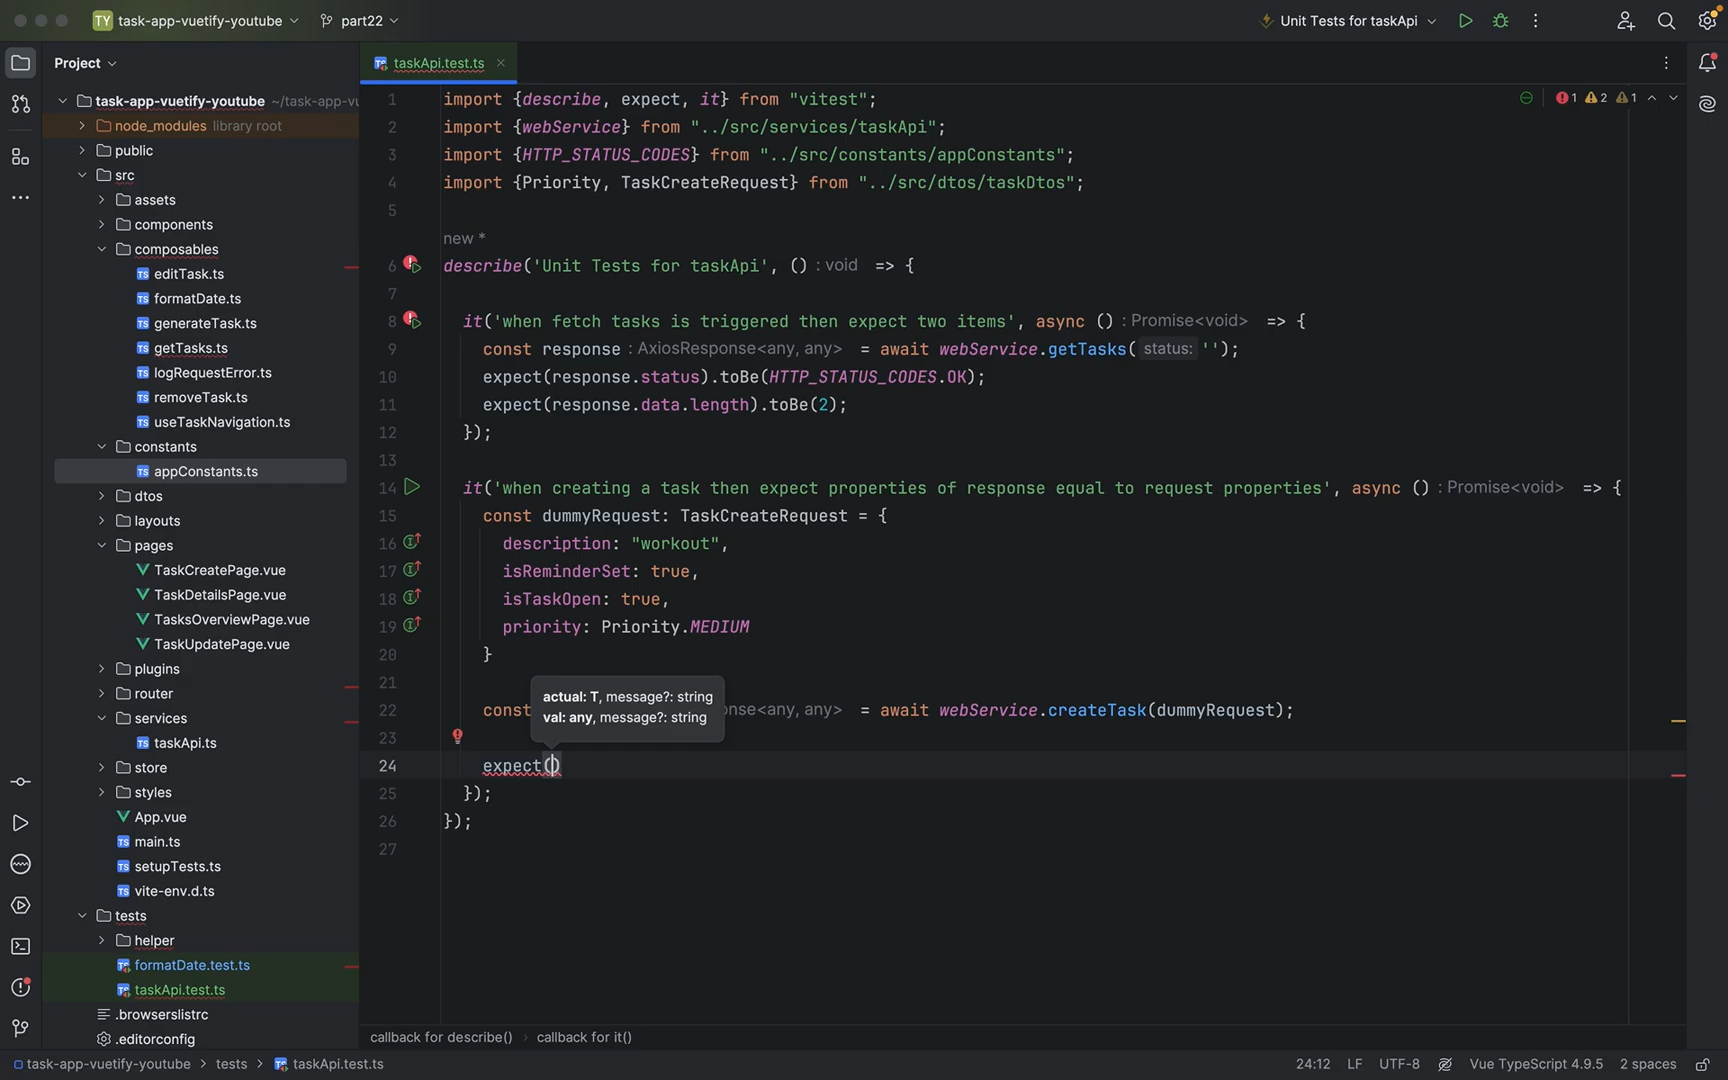 TY task-app-vuetify-youtube part22 Unit Tests for taskApi
Project
taskApi.test.ts
task-app-vuetify-youtube ~/task-app-vu
node_modules library root
public
src
assets
components
composables
editTask.ts
formatDate.ts
generateTask.ts
getTasks.ts
logRequestError.ts
removeTask.ts
useTaskNavigation.ts
constants
appConstants.ts
dtos
layouts
pages
TaskCreatePage.vue
TaskDetailsPage.vue
TasksOverviewPage.vue
TaskUpdatePage.vue
plugins
router
services
taskApi.ts
store
styles
App.vue
main.ts
setupTests.ts
vite-env.d.ts
tests
helper
formatDate.test.ts
taskApi.test.ts
.browserslistrc
.editorconfig
1 import {describe, expect, it} from "vitest";
1 2 1
2 import {webService} from "../src/services/taskApi";
3 import {HTTP_STATUS_CODES} from "../src/constants/appConstants";
4 import {Priority, TaskCreateRequest} from "../src/dtos/taskDtos";
5
new *
6 describe('Unit Tests for taskApi', () : void => {
7
8 it('when fetch tasks is triggered then expect two items', async () : Promise<void> => {
9 const response : AxiosResponse<any, any> = await webService.getTasks( status: '');
10 expect(response.status).toBe(HTTP_STATUS_CODES.OK);
11 expect(response.data.length).toBe(2);
12 });
13
14 it('when creating a task then expect properties of response equal to request properties', async () : Promise<void> => {
15 const dummyRequest: TaskCreateRequest = {
16 description: "workout",
17 isReminderSet: true,
18 isTaskOpen: true,
19 priority: Priority.MEDIUM
20 }
21
actual: T, message?: string
val: any, message?: string
22 const onse<any, any> = await webService.createTask(dummyRequest);
23
24 expect()
25 });
26 });
27
callback for describe() › callback for it()
task-app-vuetify-youtube > tests > taskApi.test.ts 24:12 LF UTF-8 Vue TypeScript 4.9.5 2 spaces